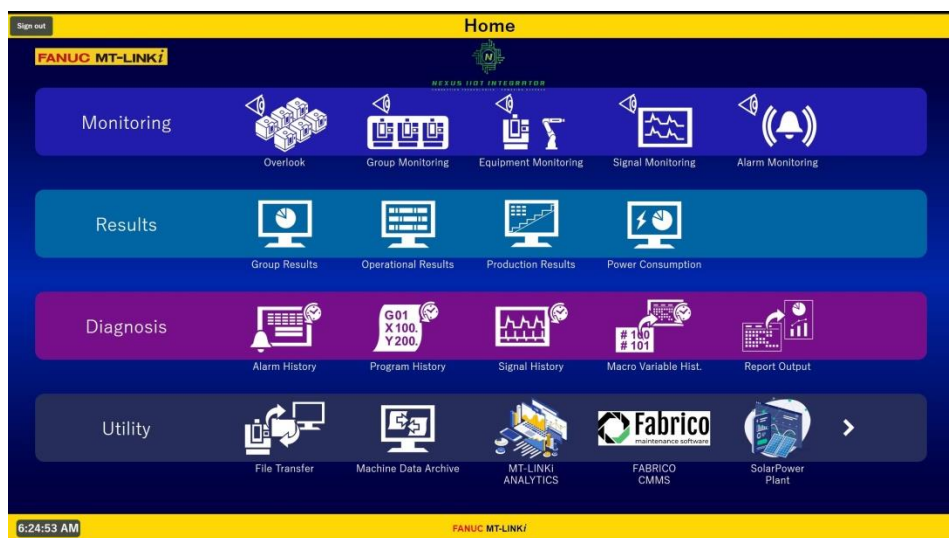 Sign out
Home
FANUC MT-LINKi
N
NEXUS IIOT INTEGRATOR
Monitoring
Overlook
Group Monitoring
Equipment Monitoring
Signal Monitoring
Alarm Monitoring
Results
Group Results
Operational Results
Production Results
Power Consumption
Diagnosis
G01
X100.
Y200.
# 100
# 101
Alarm History
Program History
Signal History
Macro Variable Hist.
Report Output
Utility
Fabrico
maintenance software
File Transfer
Machine Data Archive
MT-LINKi
ANALYTICS
FABRICO
CMMS
SolarPower
Plant
6:24:53 AM
FANUC MT-LINKi